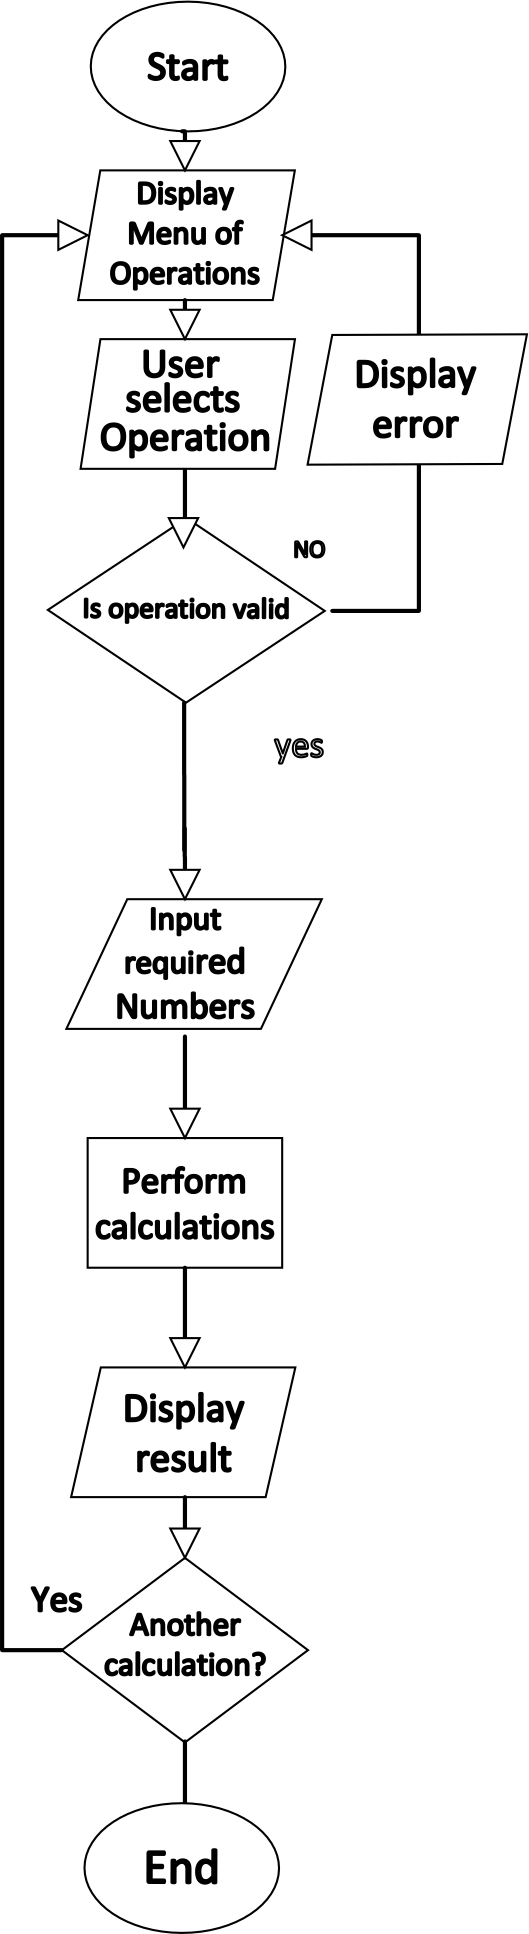 Start
Display
Menu of
Operations
User
selects
Operation
Display
error
NO
Is operation valid
yes
Input
required
Numbers
Perform
calculations
Display
result
Yes
Another
calculation?
End